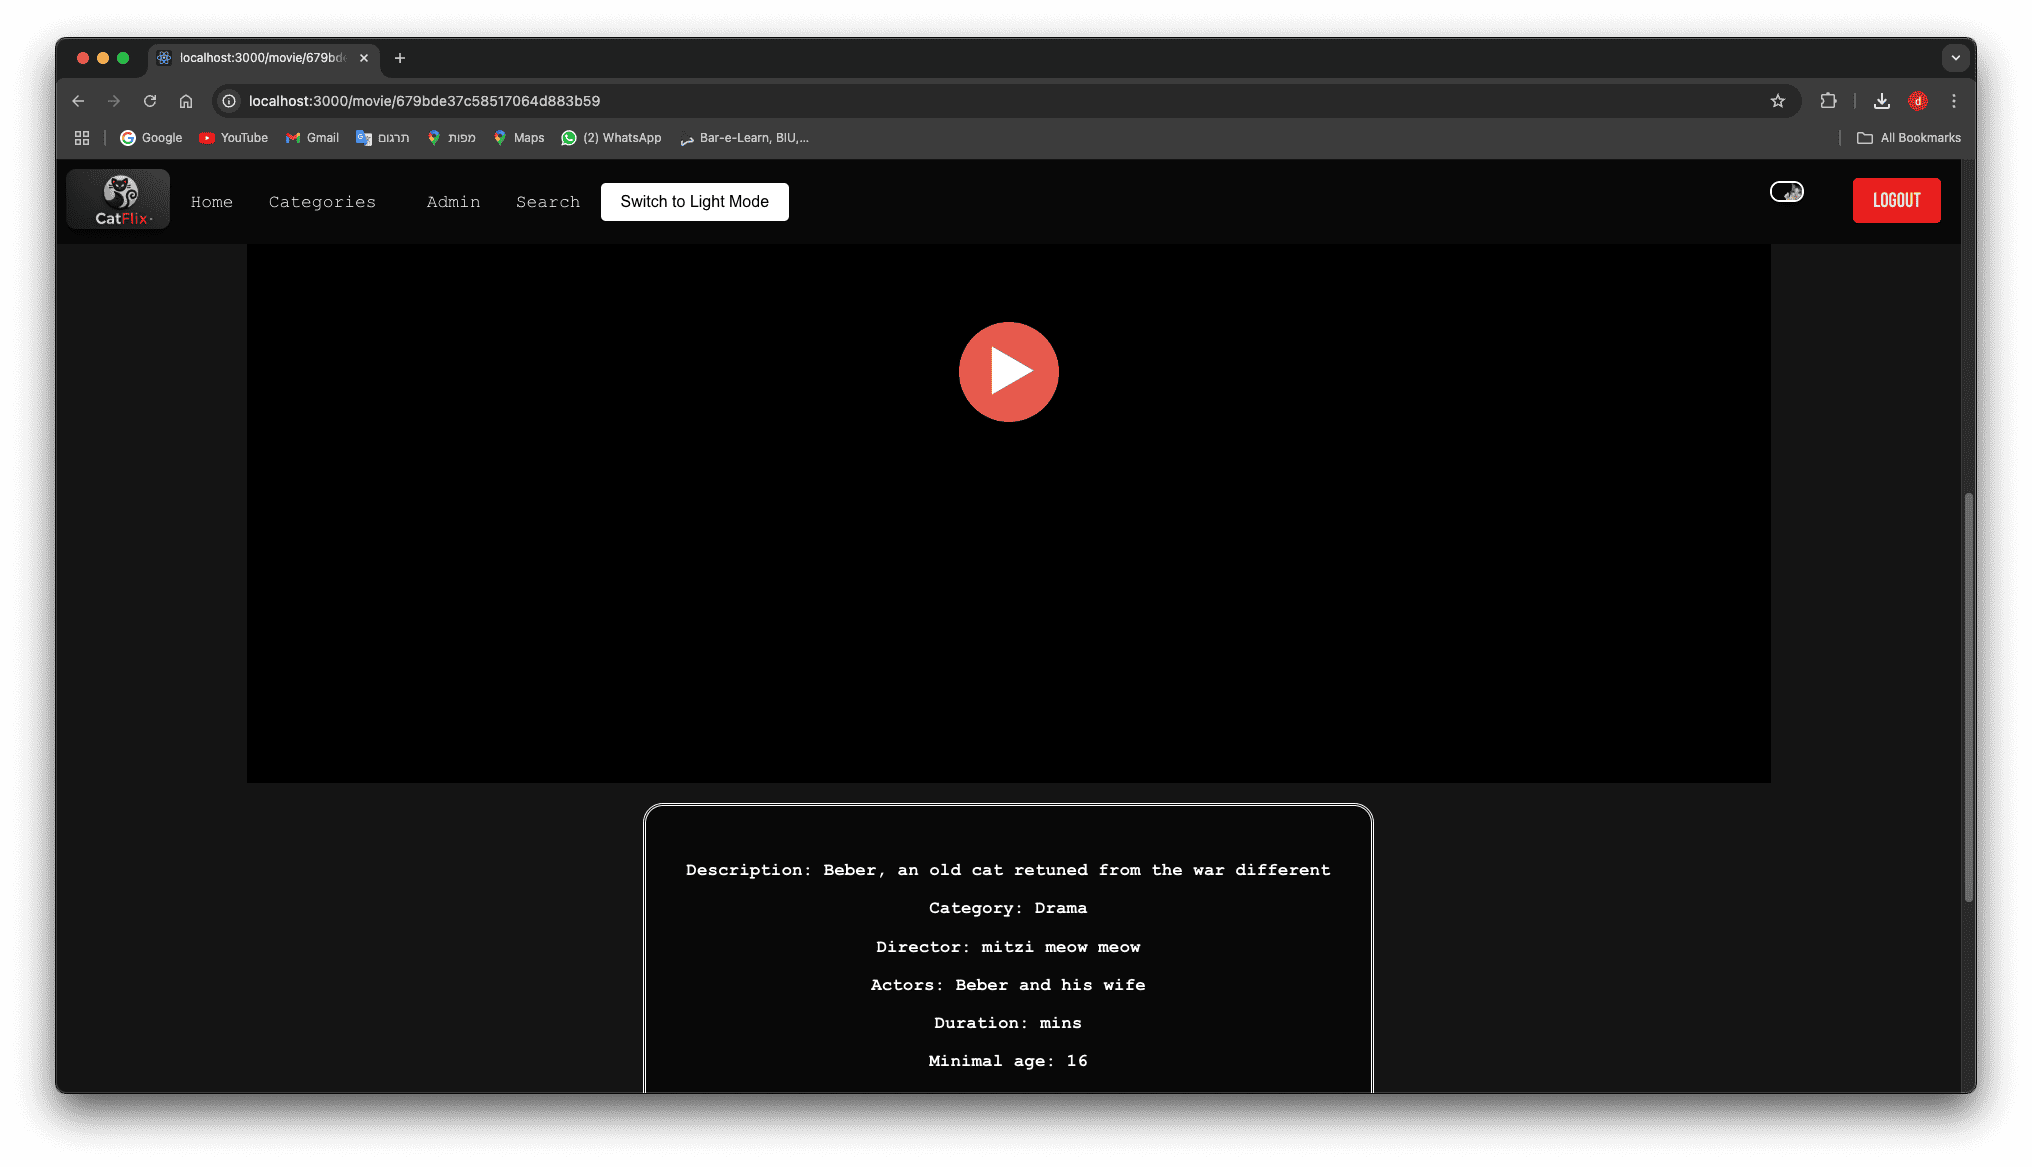 localhost:3000/movie/679bd
localhost:3000/movie/679bde37c58517064d883b59
Google YouTube Gmail תרגום מפות Maps (2) WhatsApp Bar-e-Learn, BIU,... All Bookmarks
CatFlix
Home Categories Admin Search Switch to Light Mode LOGOUT
Description: Beber, an old cat retuned from the war different
Category: Drama
Director: mitzi meow meow
Actors: Beber and his wife
Duration: mins
Minimal age: 16